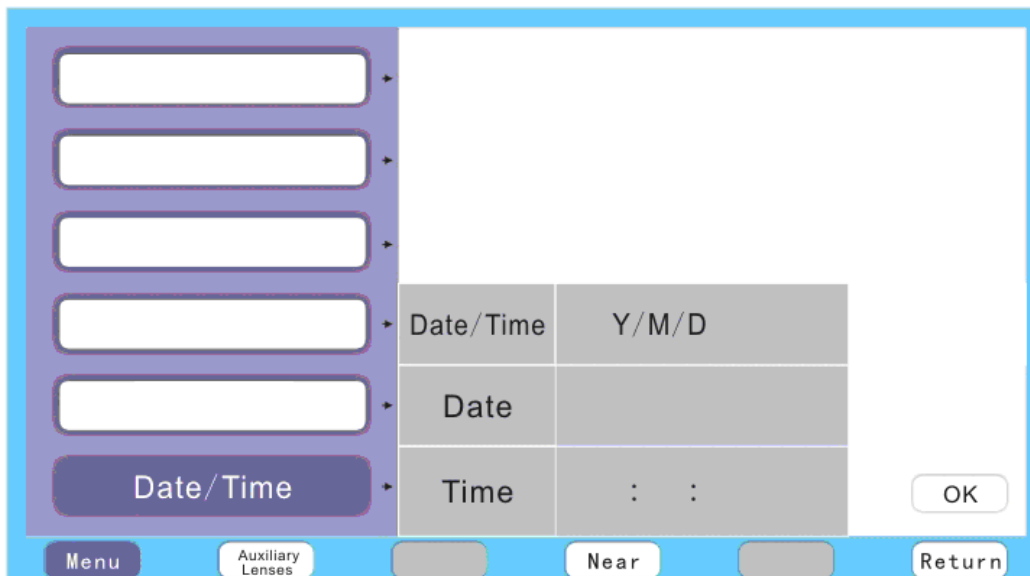 Date/Time Y/M/D
Date
Date/Time
Time : :
OK
Menu
Auxiliary
Lenses
Near
Return